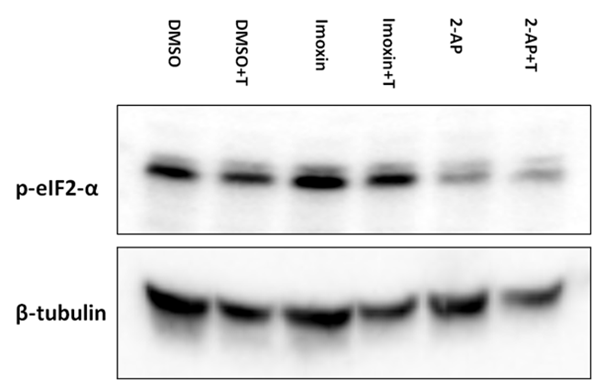 DMSO
DMSO+T
Imoxin
Imoxin+T
2-AP
2-AP+T
p-eIF2-α
β-tubulin